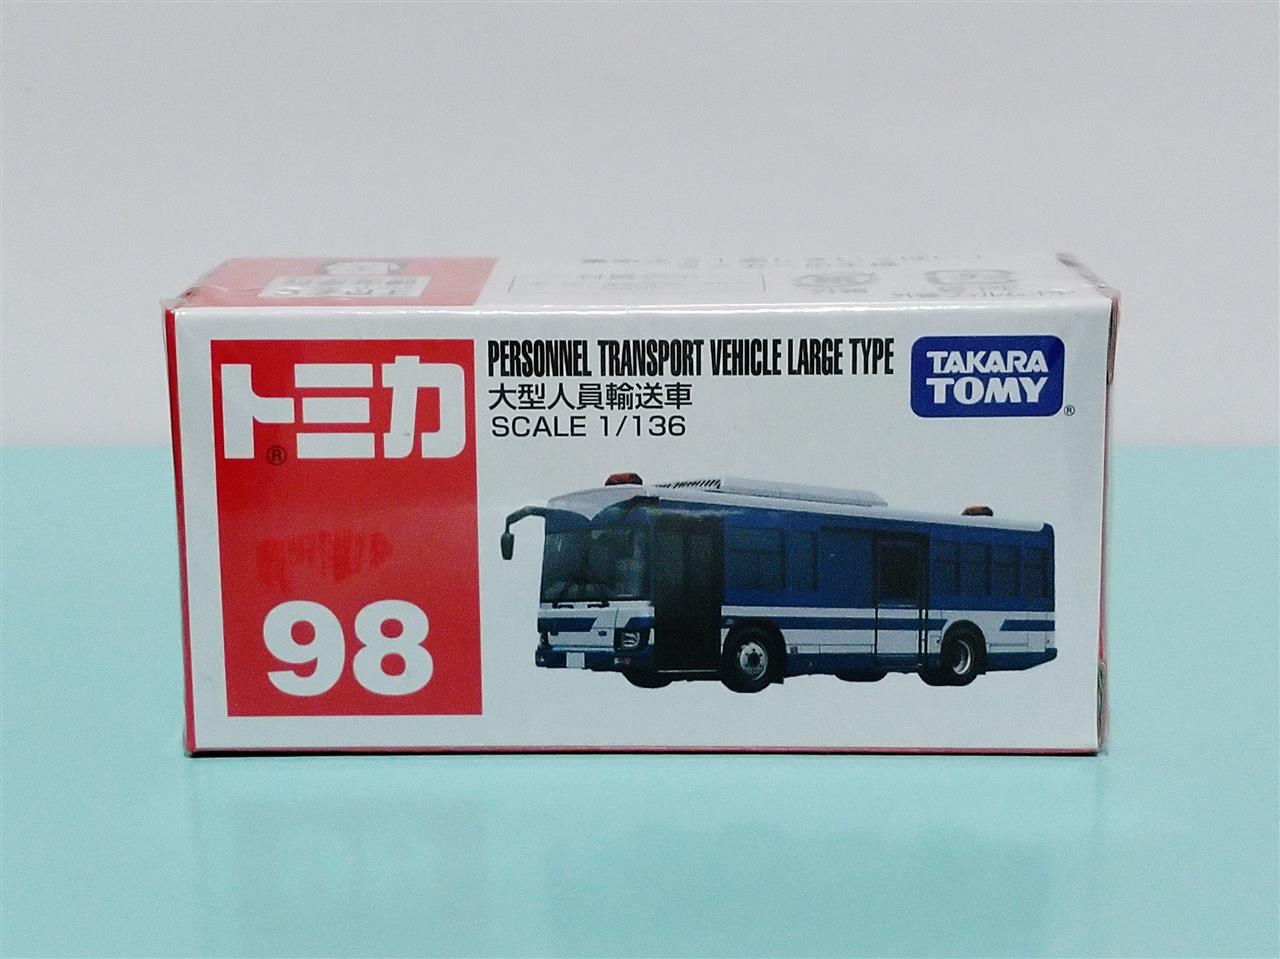 トミカ
®
98
PERSONNEL TRANSPORT VEHICLE LARGE TYPE
大型人員輸送車
SCALE 1/136
TAKARA
TOMY
®